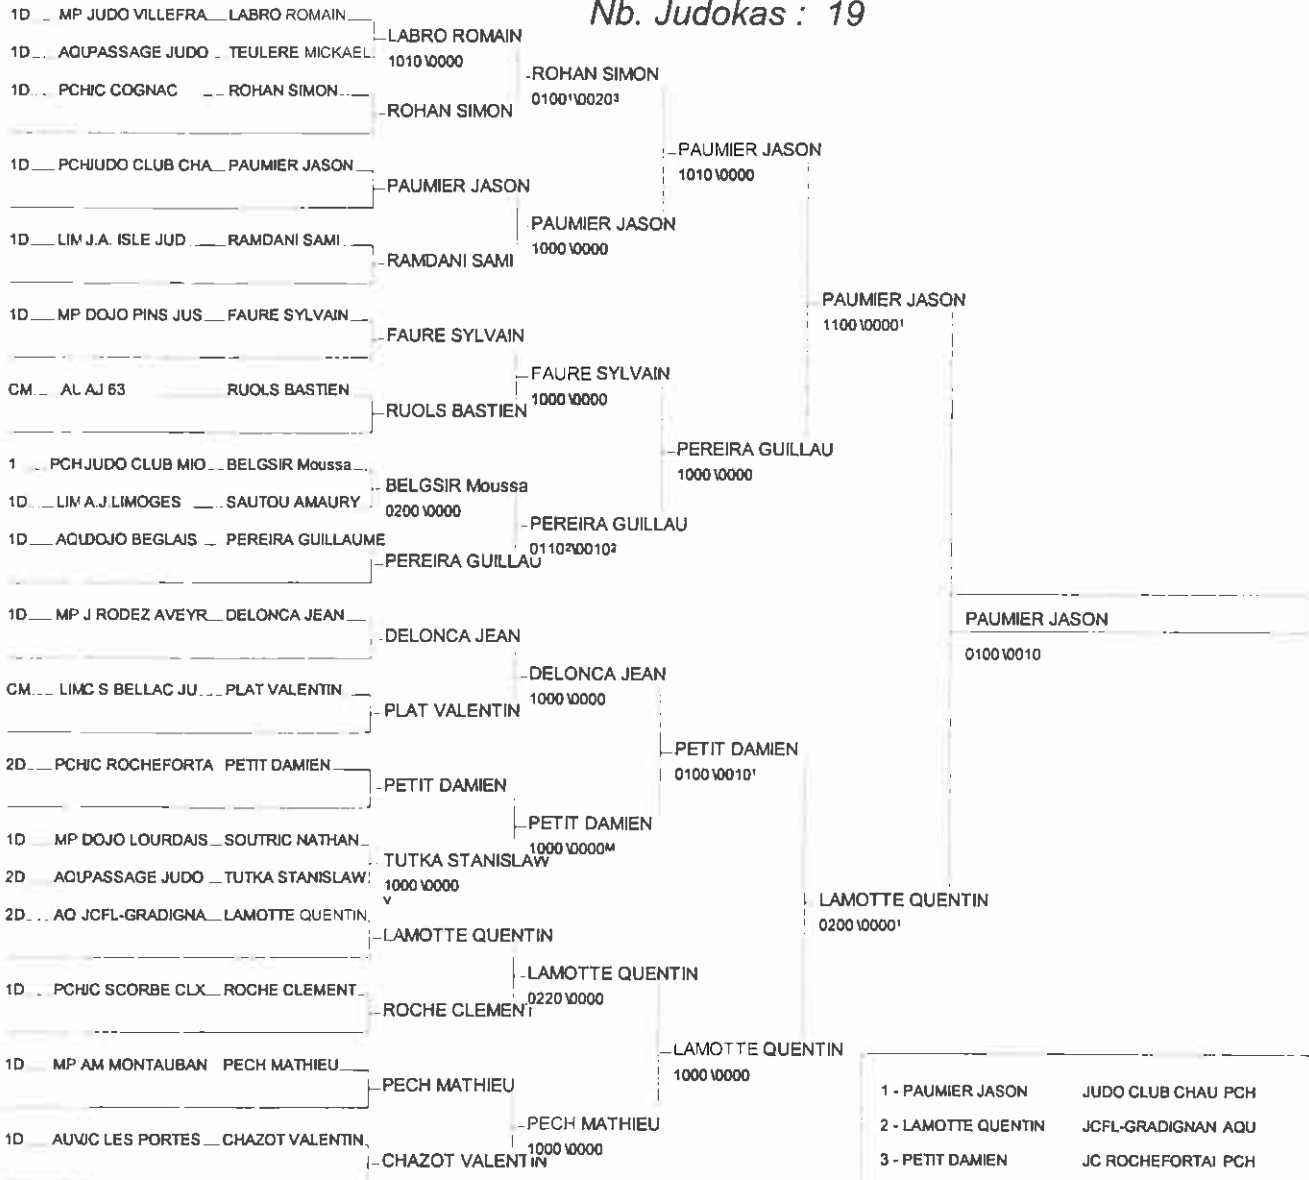 Nb. Judokas : 19
1D MP JUDO VILLEFRA LABRO ROMAIN
LABRO ROMAIN
1010\0000
1D AQUPASSAGE JUDO TEULERE MICKAEL
ROHAN SIMON
0100¹\0020³
1D PCHJC COGNAC ROHAN SIMON
ROHAN SIMON
PAUMIER JASON
1010\0000
1D PCHJUDO CLUB CHA PAUMIER JASON
PAUMIER JASON
PAUMIER JASON
1000\0000
1D LIM J.A. ISLE JUD RAMDANI SAMI
RAMDANI SAMI
PAUMIER JASON
1100\0000¹
1D MP DOJO PINS JUS FAURE SYLVAIN
FAURE SYLVAIN
FAURE SYLVAIN
1000\0000
CM AUAJ 63 RUOLS BASTIEN
RUOLS BASTIEN
PEREIRA GUILLAU
1000\0000
1 PCHJUDO CLUB MIO BELGSIR Moussa
BELGSIR Moussa
0200\0000
1D LIM A.J.LIMOGES SAUTOU AMAURY
PEREIRA GUILLAU
0110²\0010²
1D AQUDOJO BEGLAIS PEREIRA GUILLAUME
PEREIRA GUILLAU
PAUMIER JASON
0100\0010
1D MP J RODEZ AVEYR DELONCA JEAN
DELONCA JEAN
DELONCA JEAN
1000\0000
CM LIMC S BELLAC JU PLAT VALENTIN
PLAT VALENTIN
PETIT DAMIEN
0100\0010¹
2D PCHJC ROCHEFORTA PETIT DAMIEN
PETIT DAMIEN
PETIT DAMIEN
1000\0000M
1D MP DOJO LOURDAIS SOUTRIC NATHAN
TUTKA STANISLAW
1000\0000
V
2D AQUPASSAGE JUDO TUTKA STANISLAW
LAMOTTE QUENTIN
0200\0000¹
2D AQ JCFL-GRADIGNA LAMOTTE QUENTIN
LAMOTTE QUENTIN
LAMOTTE QUENTIN
0220\0000
1D PCHJC SCORBE CLX ROCHE CLEMENT
ROCHE CLEMENT
LAMOTTE QUENTIN
1000\0000
1D MP AM MONTAUBAN PECH MATHIEU
PECH MATHIEU
PECH MATHIEU
1000\0000
1D AUVJC LES PORTES CHAZOT VALENTIN
CHAZOT VALENTIN
1 - PAUMIER JASON JUDO CLUB CHAU PCH
2 - LAMOTTE QUENTIN JCFL-GRADIGNAN AQU
3 - PETIT DAMIEN JC ROCHEFORTAI PCH